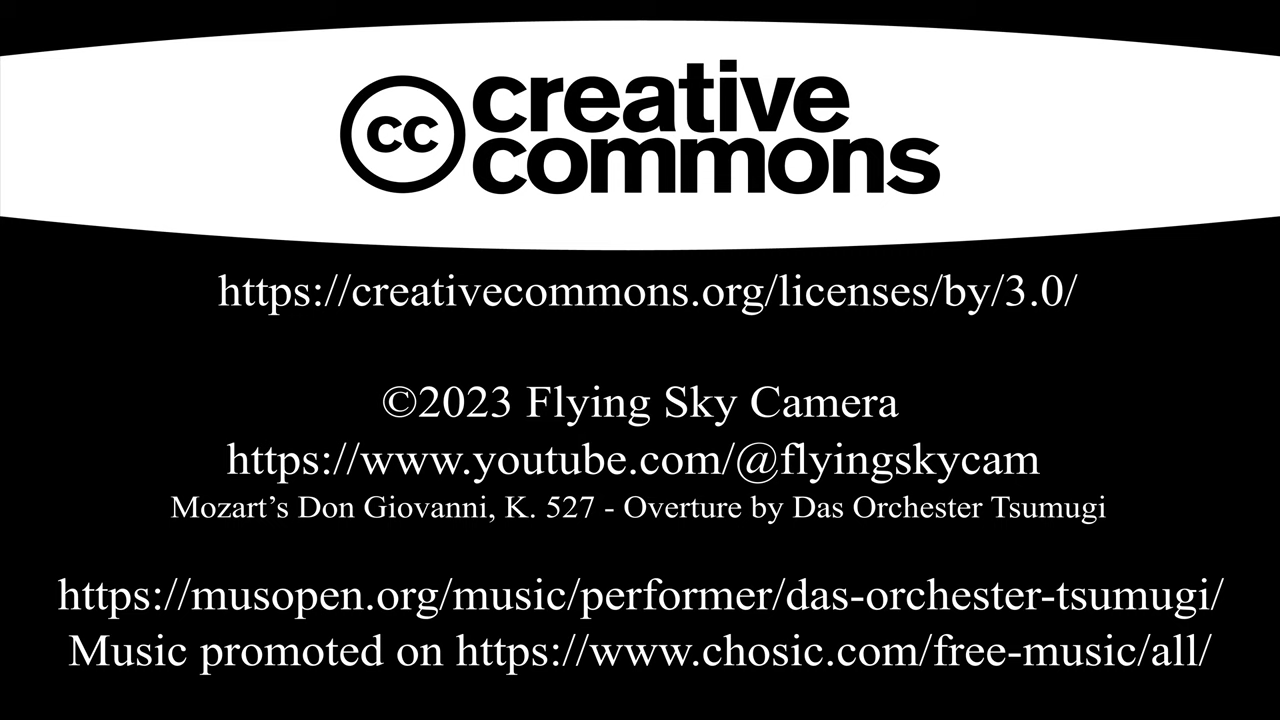 cc creative
commons
https://creativecommons.org/licenses/by/3.0/
©2023 Flying Sky Camera
https://www.youtube.com/@flyingskycam
Mozart’s Don Giovanni, K. 527 - Overture by Das Orchester Tsumugi
https://musopen.org/music/performer/das-orchester-tsumugi/
Music promoted on https://www.chosic.com/free-music/all/